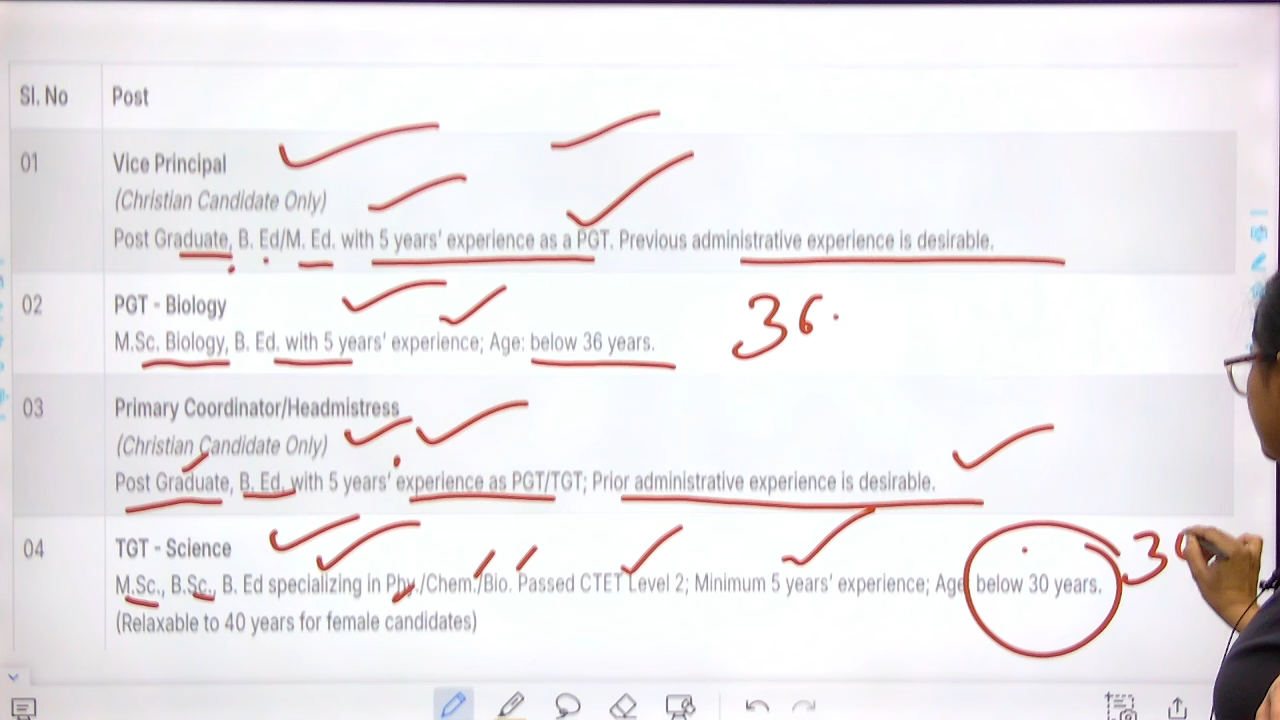 Sl. No Post
01 Vice Principal
(Christian Candidate Only)
Post Graduate, B. Ed/M. Ed. with 5 years' experience as a PGT. Previous administrative experience is desirable.
02 PGT - Biology
36.
M.Sc. Biology, B. Ed. with 5 years' experience; Age: below 36 years.
03 Primary Coordinator/Headmistress
(Christian Candidate Only)
Post Graduate, B. Ed. with 5 years' experience as PGT/TGT; Prior administrative experience is desirable.
04 TGT - Science
30
M.Sc., B.Sc., B. Ed specializing in Phy./Chem./Bio. Passed CTET Level 2; Minimum 5 years' experience; Age below 30 years.
(Relaxable to 40 years for female candidates)